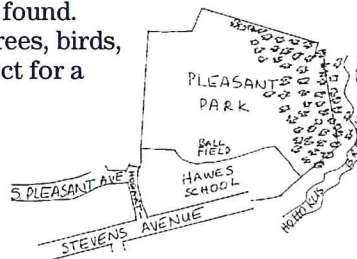 found.
rees, birds,
ct for a
PLEASANT
PARK
BALL
FIELD
HAWES
SCHOOL
S. PLEASANT AVE
STEVENS AVENUE
HOHOKUS